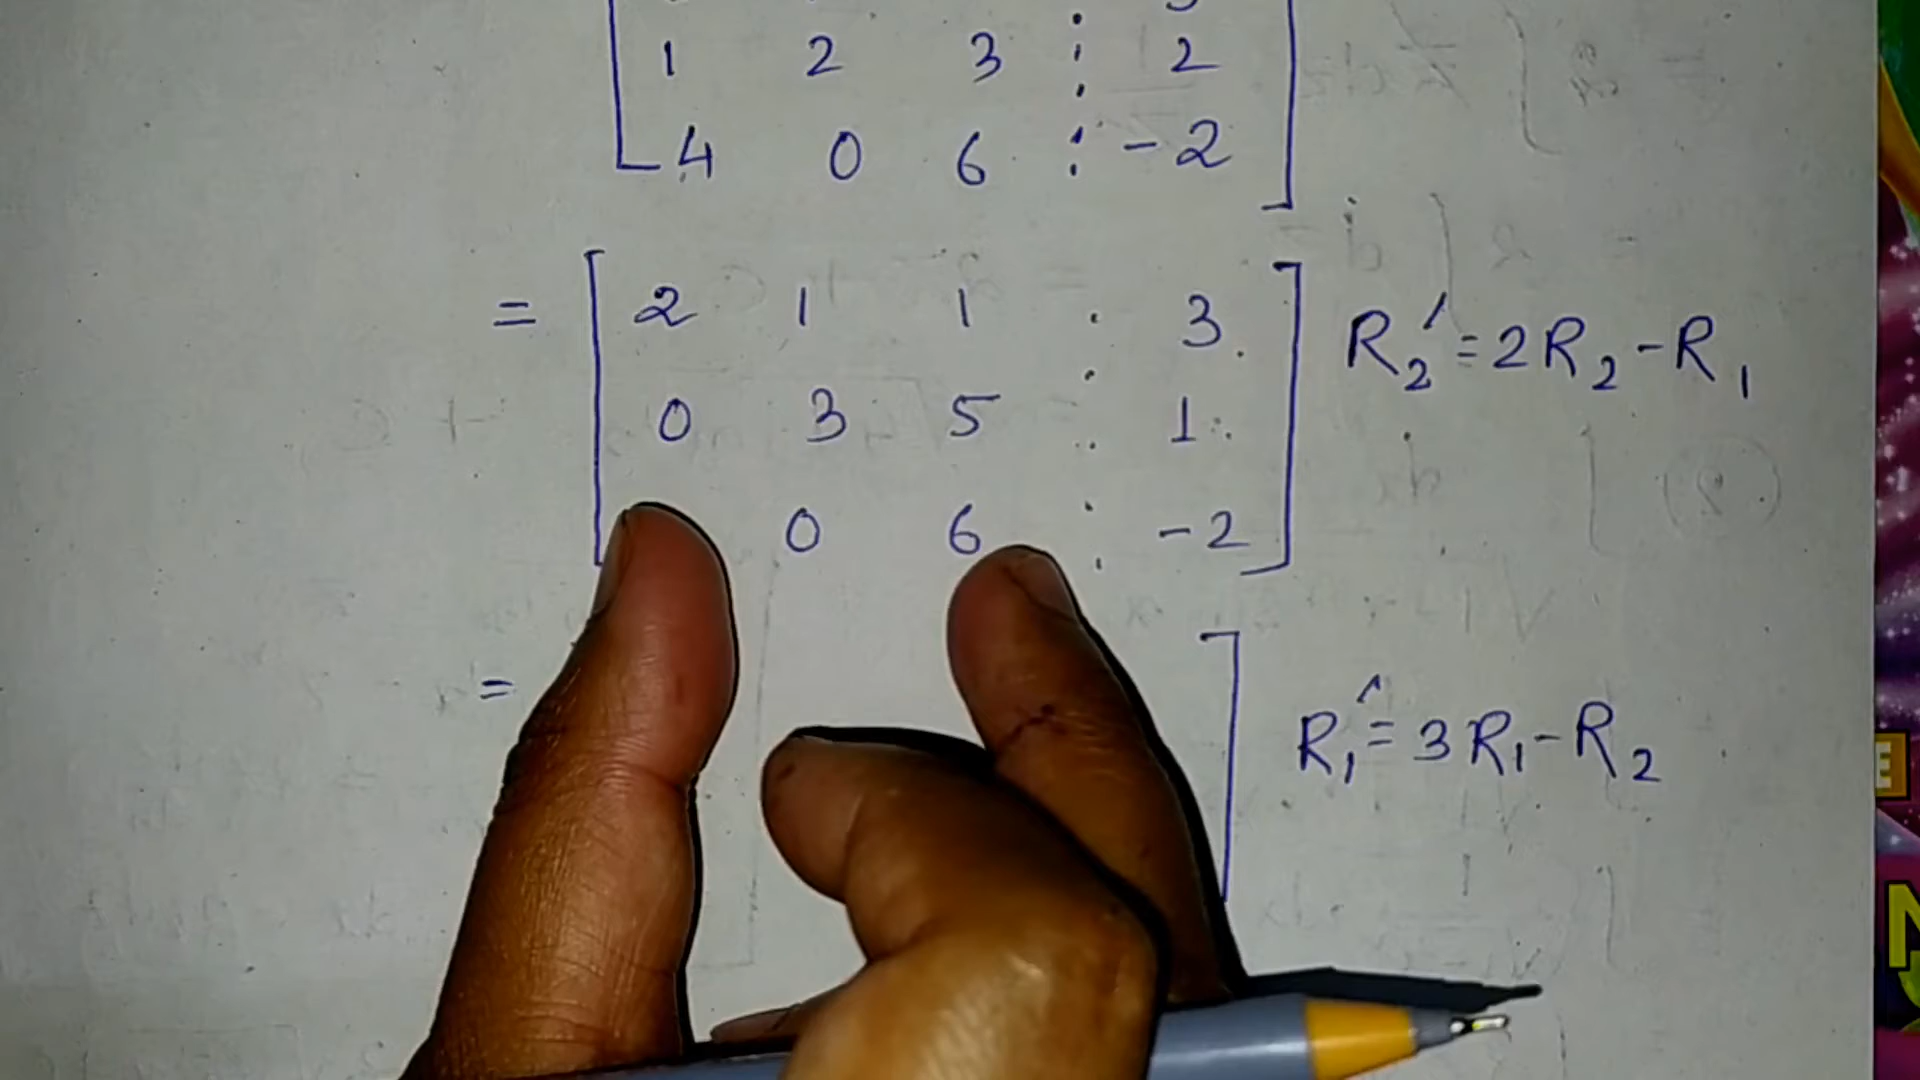 1 2 3 : 2
4 0 6 : -2
= [ 2 1 1 : 3 ] R₂′ = 2R₂ - R₁
0 3 5 : 1
0 6 : -2
= ] R₁′ = 3R₁ - R₂
E
N